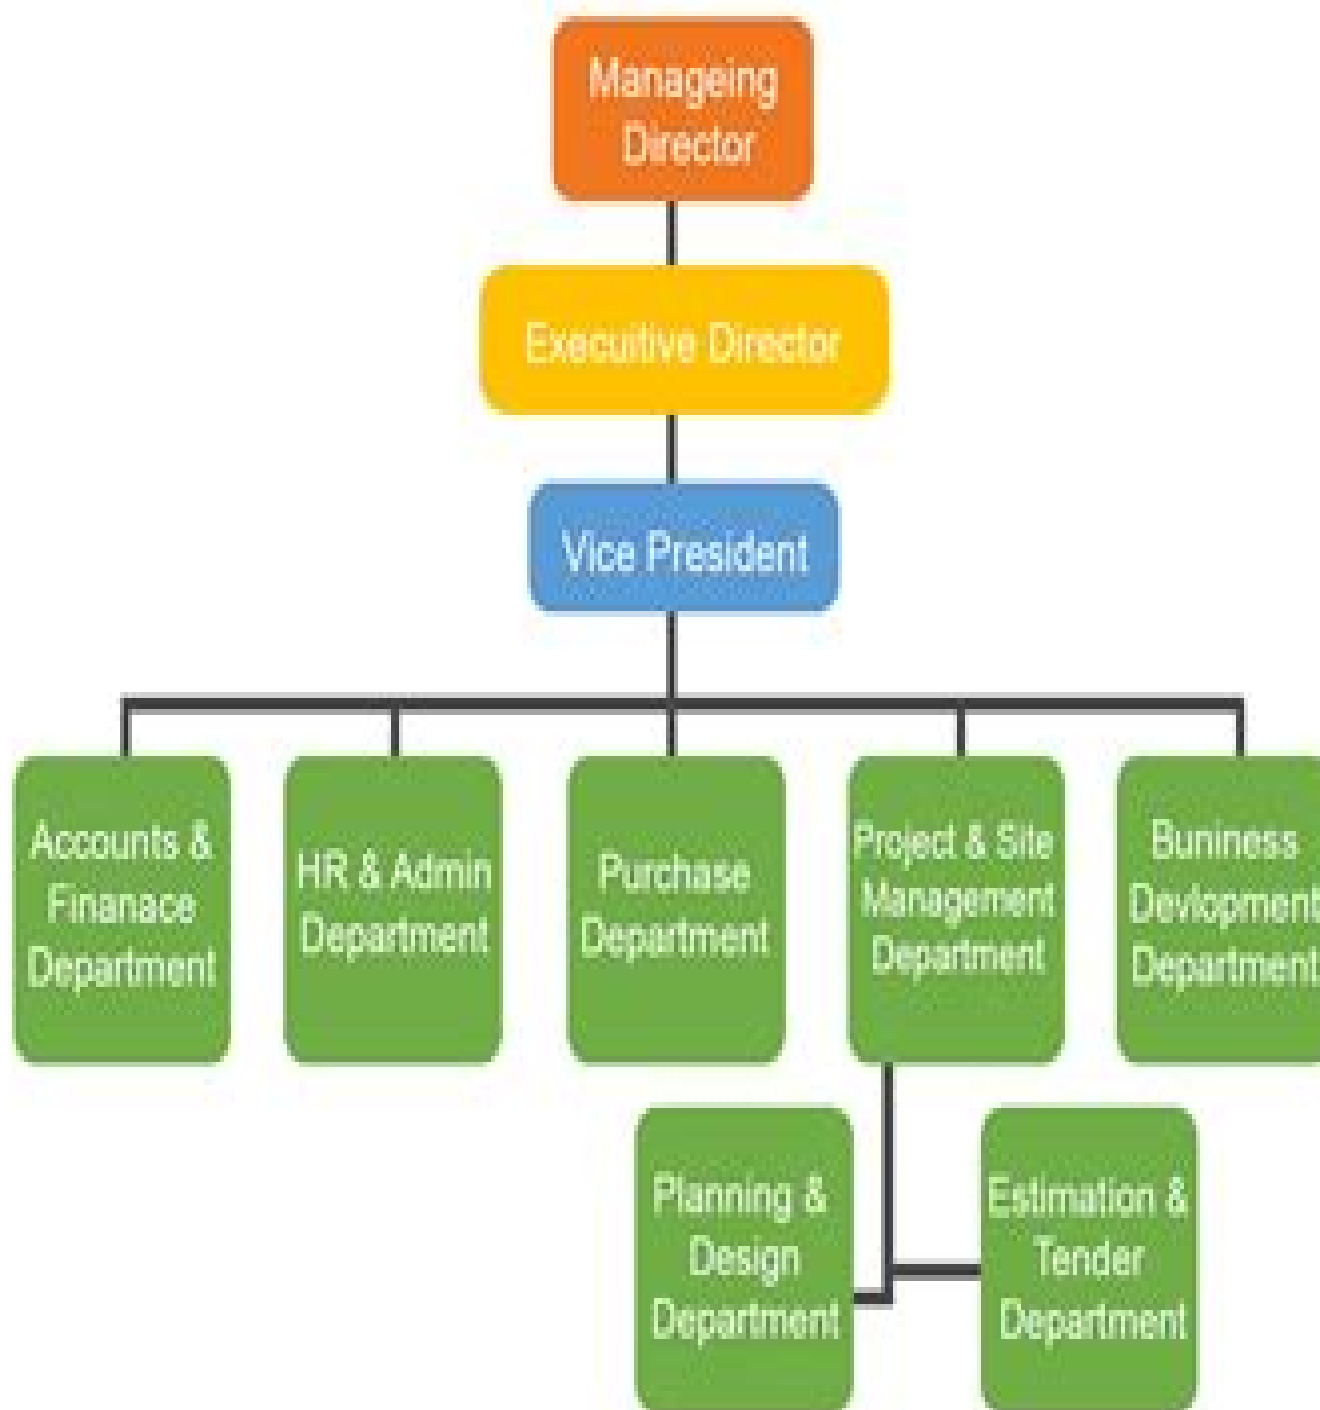 Manageing
Director
Execuitive Director
Vice President
Accounts &
Finanace
Department
HR & Admin
Department
Purchase
Department
Project & Site
Management
Department
Buniness
Devlopment
Department
Planning &
Design
Department
Estimation &
Tender
Department